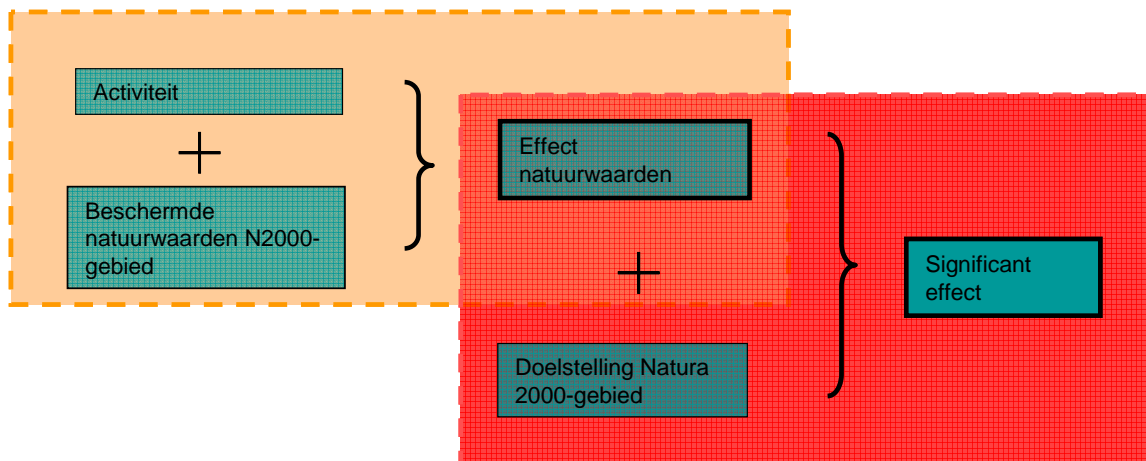 Activiteit
+
Beschermde
natuurwaarden N2000-
gebied
Effect
natuurwaarden
+
Doelstelling Natura
2000-gebied
Significant
effect